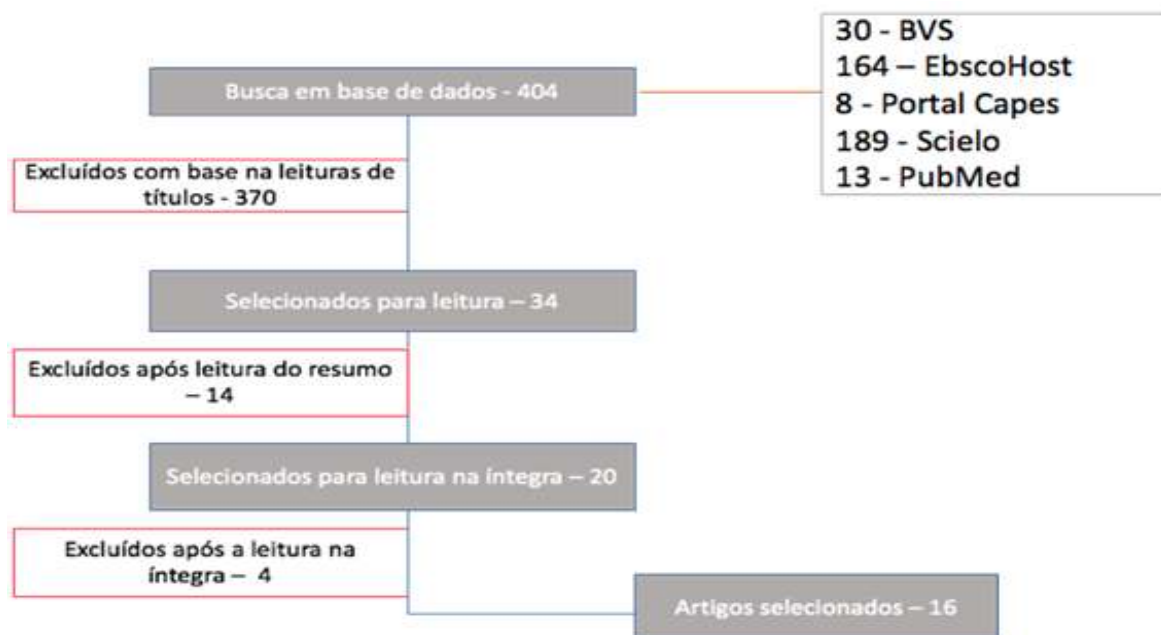 30 - BVS
164 – EbscoHost
8 - Portal Capes
189 - Scielo
13 - PubMed
Busca em base de dados - 404
Excluídos com base na leituras de
títulos - 370
Selecionados para leitura – 34
Excluídos após leitura do resumo
– 14
Selecionados para leitura na íntegra – 20
Excluídos após a leitura na
íntegra – 4
Artigos selecionados – 16